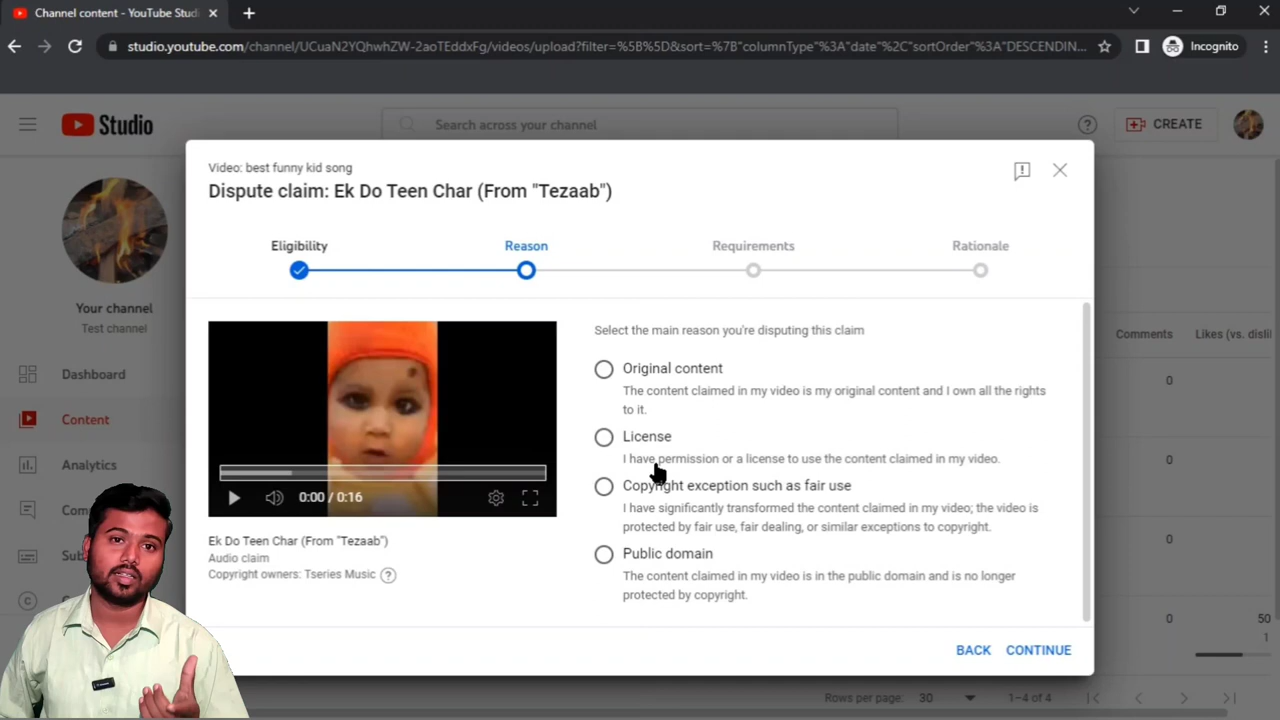 Channel content - YouTube Studi
studio.youtube.com/channel/UCuaN2YQhwhZW-2aoTEddxFg/videos/upload?filter=%5B%5D&sort=%7B"columnType"%3A"date"%2C"sortOrder"%3A"DESCENDIN...
Incognito
Studio
Search across your channel
CREATE
Your channel
Test channel
Dashboard
Content
Analytics
Com
Sub
Video: best funny kid song
Dispute claim: Ek Do Teen Char (From "Tezaab")
Eligibility
Reason
Requirements
Rationale
0:00 / 0:16
Ek Do Teen Char (From "Tezaab")
Audio claim
Copyright owners: Tseries Music
Select the main reason you're disputing this claim
Original content
The content claimed in my video is my original content and I own all the rights
to it.
License
I have permission or a license to use the content claimed in my video.
Copyright exception such as fair use
I have significantly transformed the content claimed in my video; the video is
protected by fair use, fair dealing, or similar exceptions to copyright.
Public domain
The content claimed in my video is in the public domain and is no longer
protected by copyright.
BACK
CONTINUE
Comments
Likes (vs. disli
0
0
0
0
50
1
Rows per page:
30
1–4 of 4